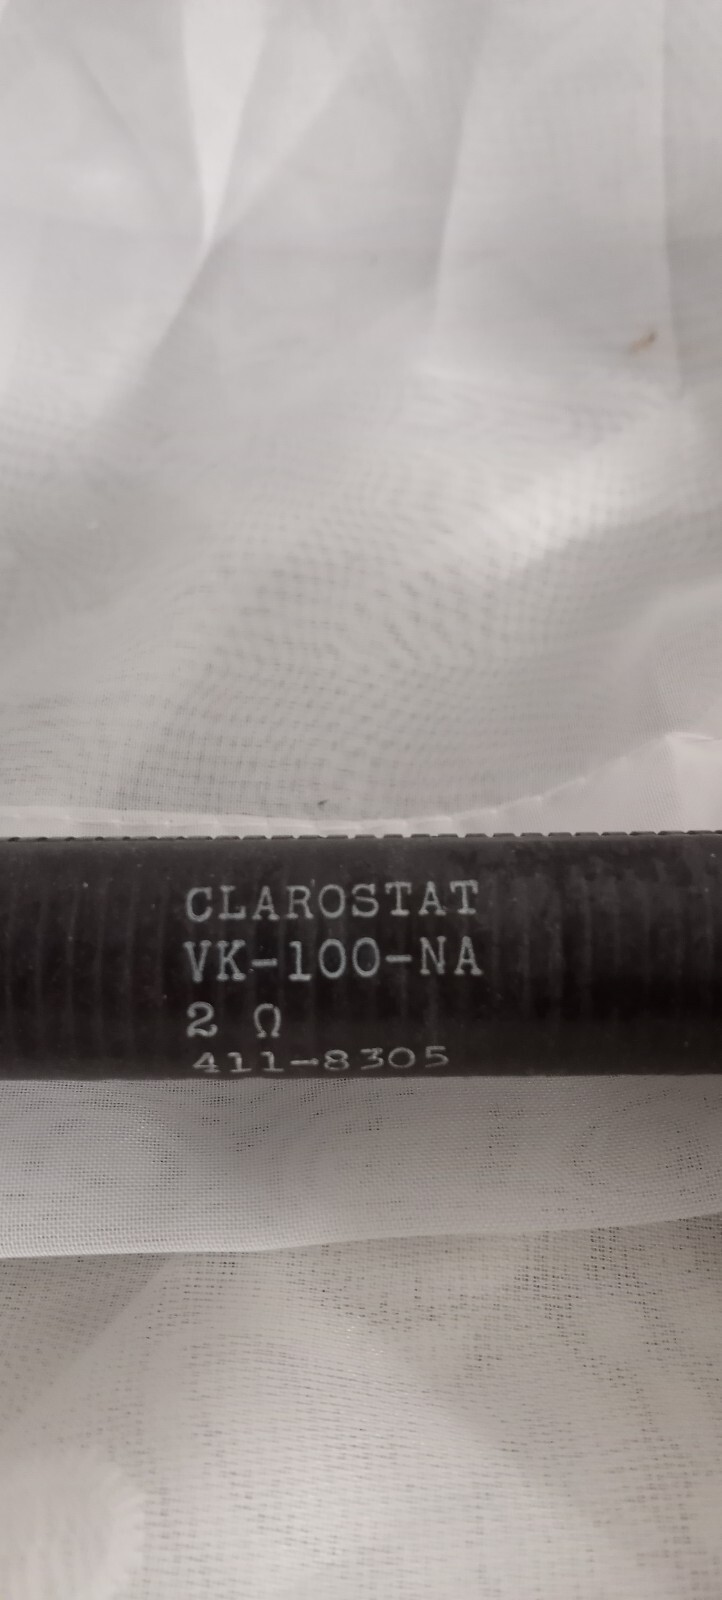 CLAROSTAT
VK-100-NA
2 Ω
411-8305